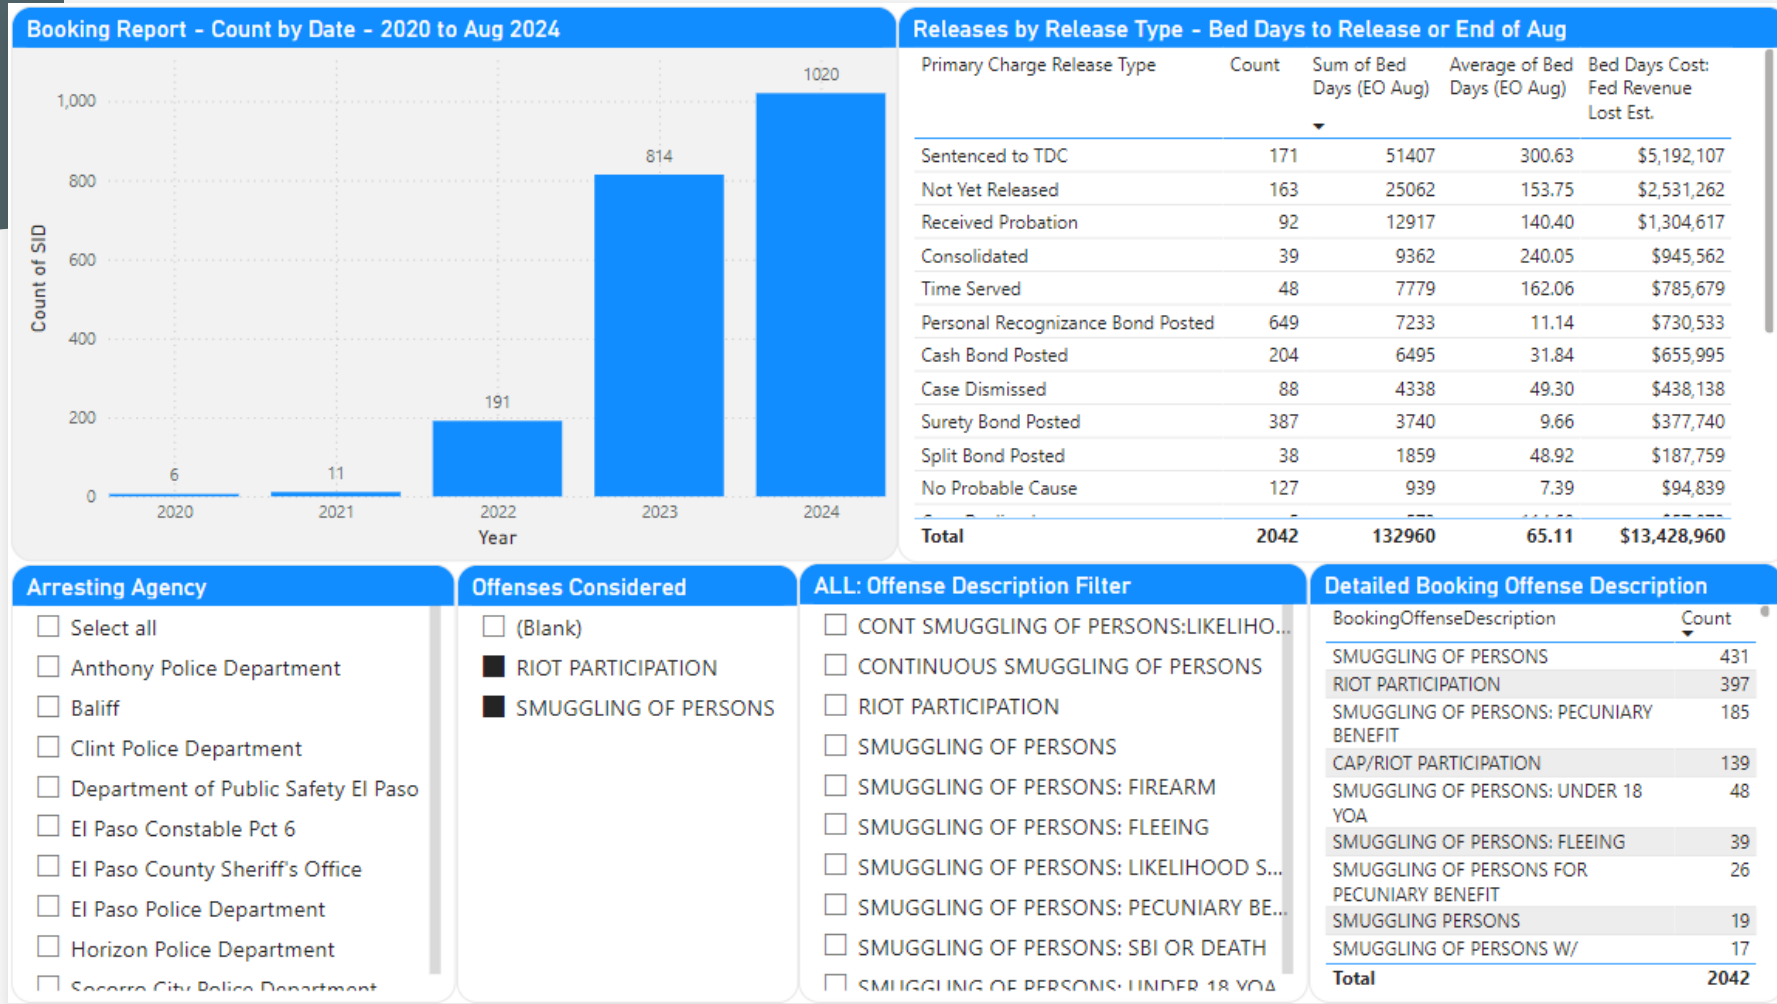 Booking Report - Count by Date - 2020 to Aug 2024
Count of SID
1,000
800
600
400
200
0
6
11
191
814
1020
2020 2021 2022 2023 2024
Year
Releases by Release Type - Bed Days to Release or End of Aug
Primary Charge Release Type Count Sum of Bed Days (EO Aug) Average of Bed Days (EO Aug) Bed Days Cost: Fed Revenue Lost Est.
Sentenced to TDC 171 51407 300.63 $5,192,107
Not Yet Released 163 25062 153.75 $2,531,262
Received Probation 92 12917 140.40 $1,304,617
Consolidated 39 9362 240.05 $945,562
Time Served 48 7779 162.06 $785,679
Personal Recognizance Bond Posted 649 7233 11.14 $730,533
Cash Bond Posted 204 6495 31.84 $655,995
Case Dismissed 88 4338 49.30 $438,138
Surety Bond Posted 387 3740 9.66 $377,740
Split Bond Posted 38 1859 48.92 $187,759
No Probable Cause 127 939 7.39 $94,839
Total 2042 132960 65.11 $13,428,960
Arresting Agency
Select all
Anthony Police Department
Baliff
Clint Police Department
Department of Public Safety El Paso
El Paso Constable Pct 6
El Paso County Sheriff's Office
El Paso Police Department
Horizon Police Department
Socorro City Police Department
Offenses Considered
(Blank)
RIOT PARTICIPATION
SMUGGLING OF PERSONS
ALL: Offense Description Filter
CONT SMUGGLING OF PERSONS:LIKELIHO...
CONTINUOUS SMUGGLING OF PERSONS
RIOT PARTICIPATION
SMUGGLING OF PERSONS
SMUGGLING OF PERSONS: FIREARM
SMUGGLING OF PERSONS: FLEEING
SMUGGLING OF PERSONS: LIKELIHOOD S...
SMUGGLING OF PERSONS: PECUNIARY BE...
SMUGGLING OF PERSONS: SBI OR DEATH
SMUGGLING OF PERSONS: UNDER 18 YOA
Detailed Booking Offense Description
BookingOffenseDescription Count
SMUGGLING OF PERSONS 431
RIOT PARTICIPATION 397
SMUGGLING OF PERSONS: PECUNIARY 185
BENEFIT
CAP/RIOT PARTICIPATION 139
SMUGGLING OF PERSONS: UNDER 18 48
YOA
SMUGGLING OF PERSONS: FLEEING 39
SMUGGLING OF PERSONS FOR 26
PECUNIARY BENEFIT
SMUGGLING PERSONS 19
SMUGGLING OF PERSONS W/ 17
Total 2042